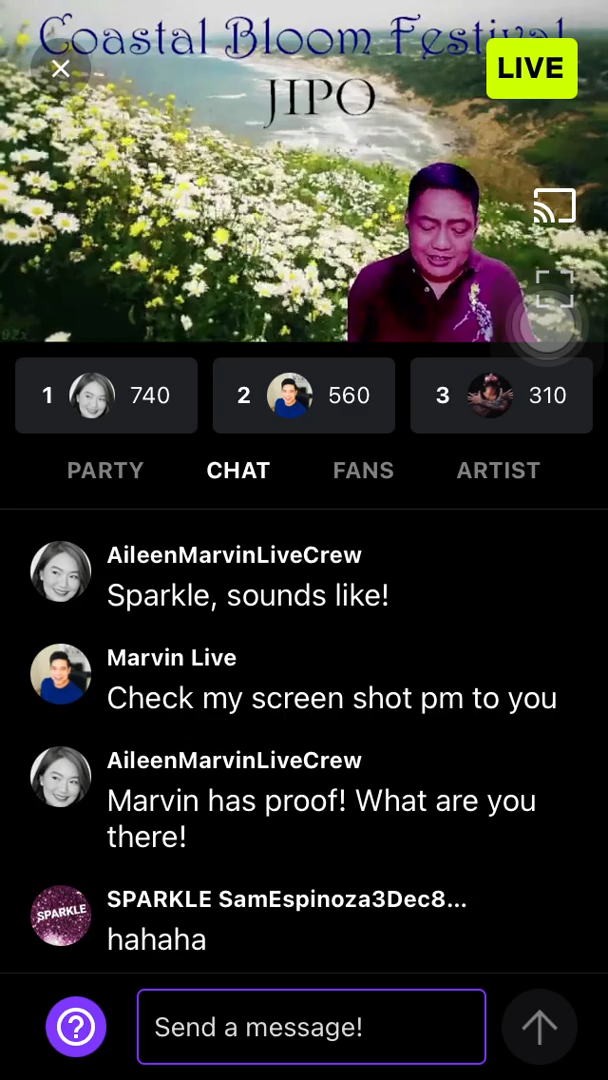 Coastal Bloom Festival
LIVE
JIPO
1 740
2 560
3 310
PARTY CHAT FANS ARTIST
AileenMarvinLiveCrew
Sparkle, sounds like!
Marvin Live
Check my screen shot pm to you
AileenMarvinLiveCrew
Marvin has proof! What are you
there!
SPARKLE
SPARKLE SamEspinoza3Dec8...
hahaha
Send a message!